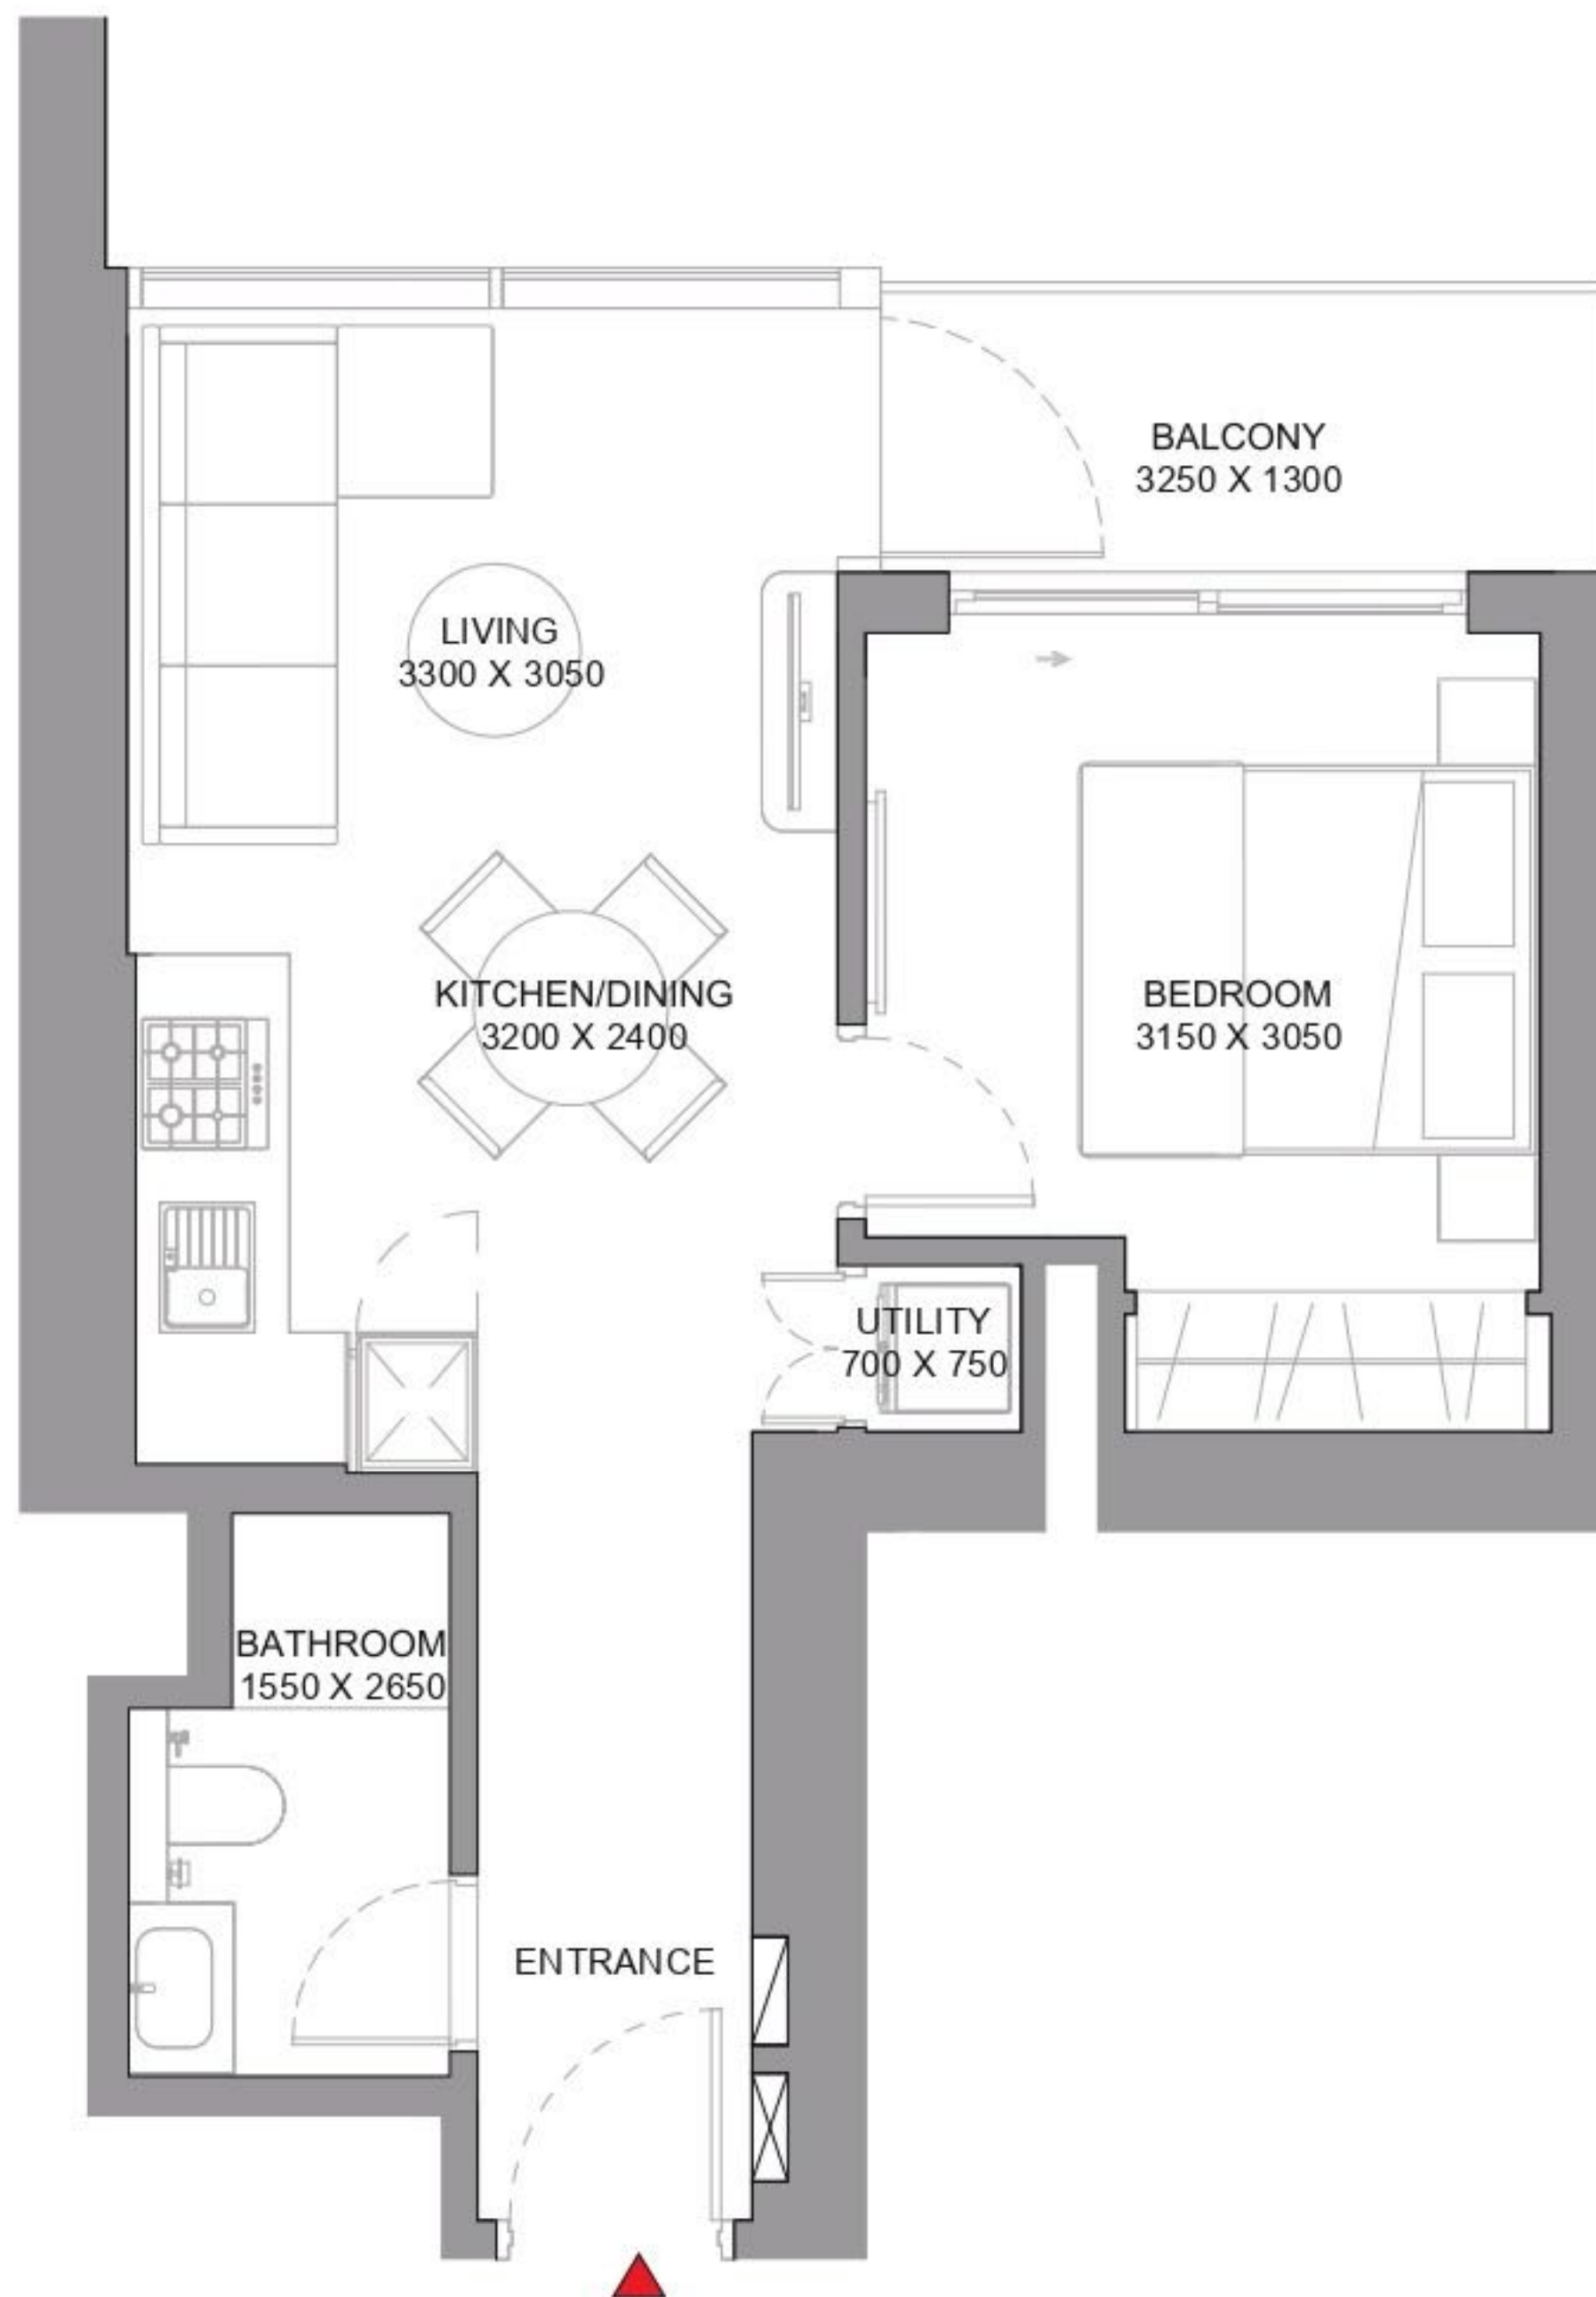 BALCONY
3250 X 1300
LIVING
3300 X 3050
KITCHEN/DINING
3200 X 2400
BEDROOM
3150 X 3050
UTILITY
700 X 750
BATHROOM
1550 X 2650
ENTRANCE